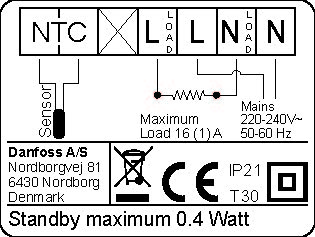 NTC L LOAD L N LOAD N
Sensor
Maximum
Load 16 (1) A
Mains
220-240V~
50-60 Hz
Danfoss A/S
Nordborgvej 81
6430 Nordborg
Denmark
CE
IP21
T30
Standby maximum 0.4 Watt